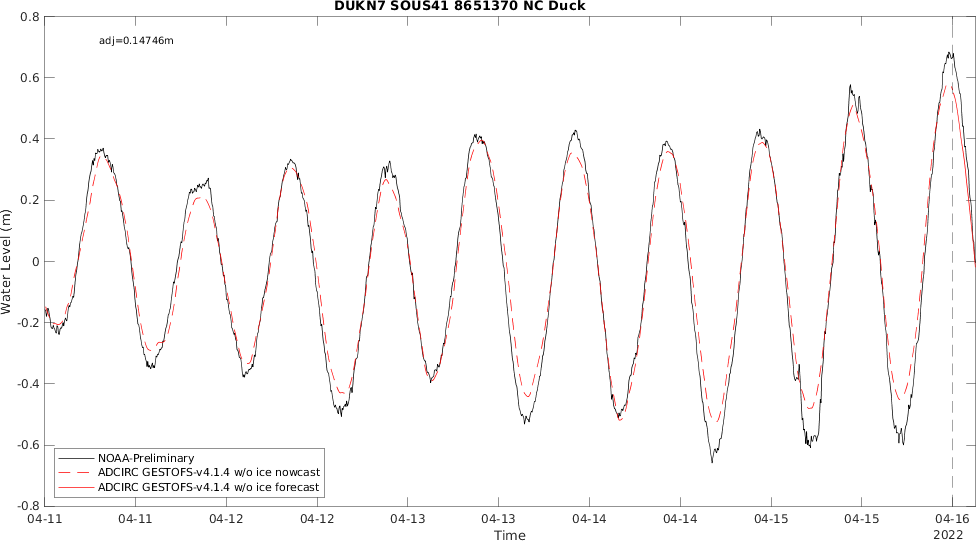 DUKN7 SOUS41 8651370 NC Duck
adj=0.14746m
0.8
0.6
0.4
0.2
0
-0.2
-0.4
-0.6
-0.8
Water Level (m)
NOAA-Preliminary
ADCIRC GESTOFS-v4.1.4 w/o ice nowcast
ADCIRC GESTOFS-v4.1.4 w/o ice forecast
04-11 04-11 04-12 04-12 04-13 04-13 04-14 04-14 04-15 04-15 04-16
Time 2022